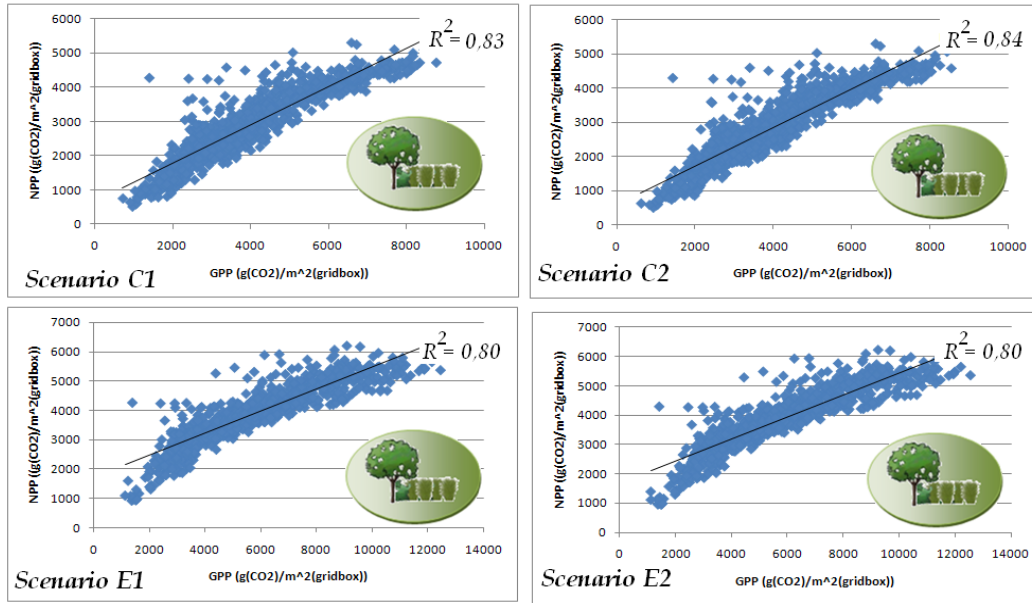 6000
5000
4000
3000
2000
1000
0
NPP ((g(CO2)/m^2(gridbox))
R²= 0,83
0 2000 4000 6000 8000 10000
GPP (g(CO2)/m^2(gridbox))
Scenario C1
6000
5000
4000
3000
2000
1000
0
NPP ((g(CO2)/m^2(gridbox))
R²= 0,84
0 2000 4000 6000 8000 10000
GPP (g(CO2)/m^2(gridbox))
Scenario C2
7000
6000
5000
4000
3000
2000
1000
0
NPP ((g(CO2)/m^2(gridbox))
R²= 0,80
0 2000 4000 6000 8000 10000 12000 14000
GPP (g(CO2)/m^2(gridbox))
Scenario E1
7000
6000
5000
4000
3000
2000
1000
0
NPP ((g(CO2)/m^2(gridbox))
R²= 0,80
0 2000 4000 6000 8000 10000 12000 14000
GPP (g(CO2)/m^2(gridbox))
Scenario E2